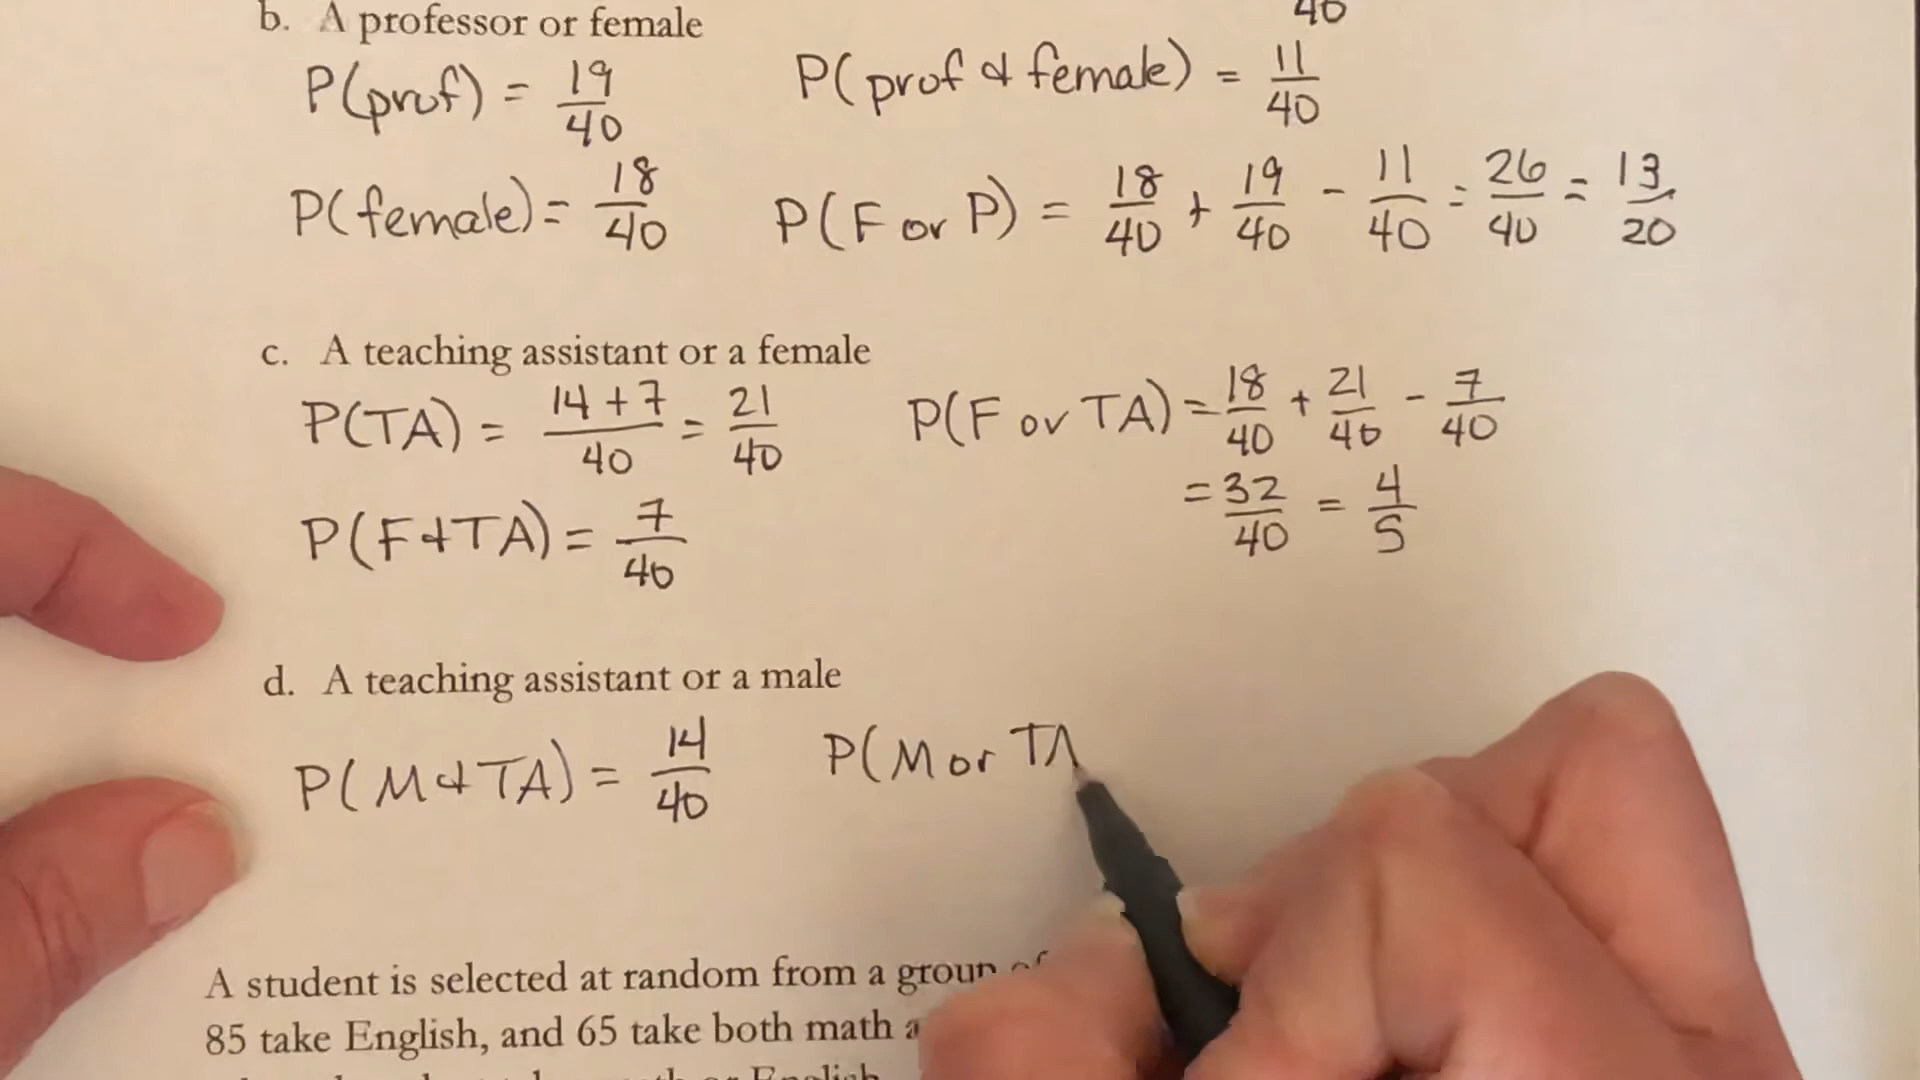 b. A professor or female
40
P(prof) = 19/40
P(prof & female) = 11/40
P(female) = 18/40
P(F or P) = 18/40 + 19/40 - 11/40 = 26/40 = 13/20
c. A teaching assistant or a female
P(TA) = 14+7/40 = 21/40
P(F or TA) = 18/40 + 21/40 - 7/40
= 32/40 = 4/5
P(F & TA) = 7/40
d. A teaching assistant or a male
P(M & TA) = 14/40
P(M or TA
A student is selected at random from a group of
85 take English, and 65 take both math a
English